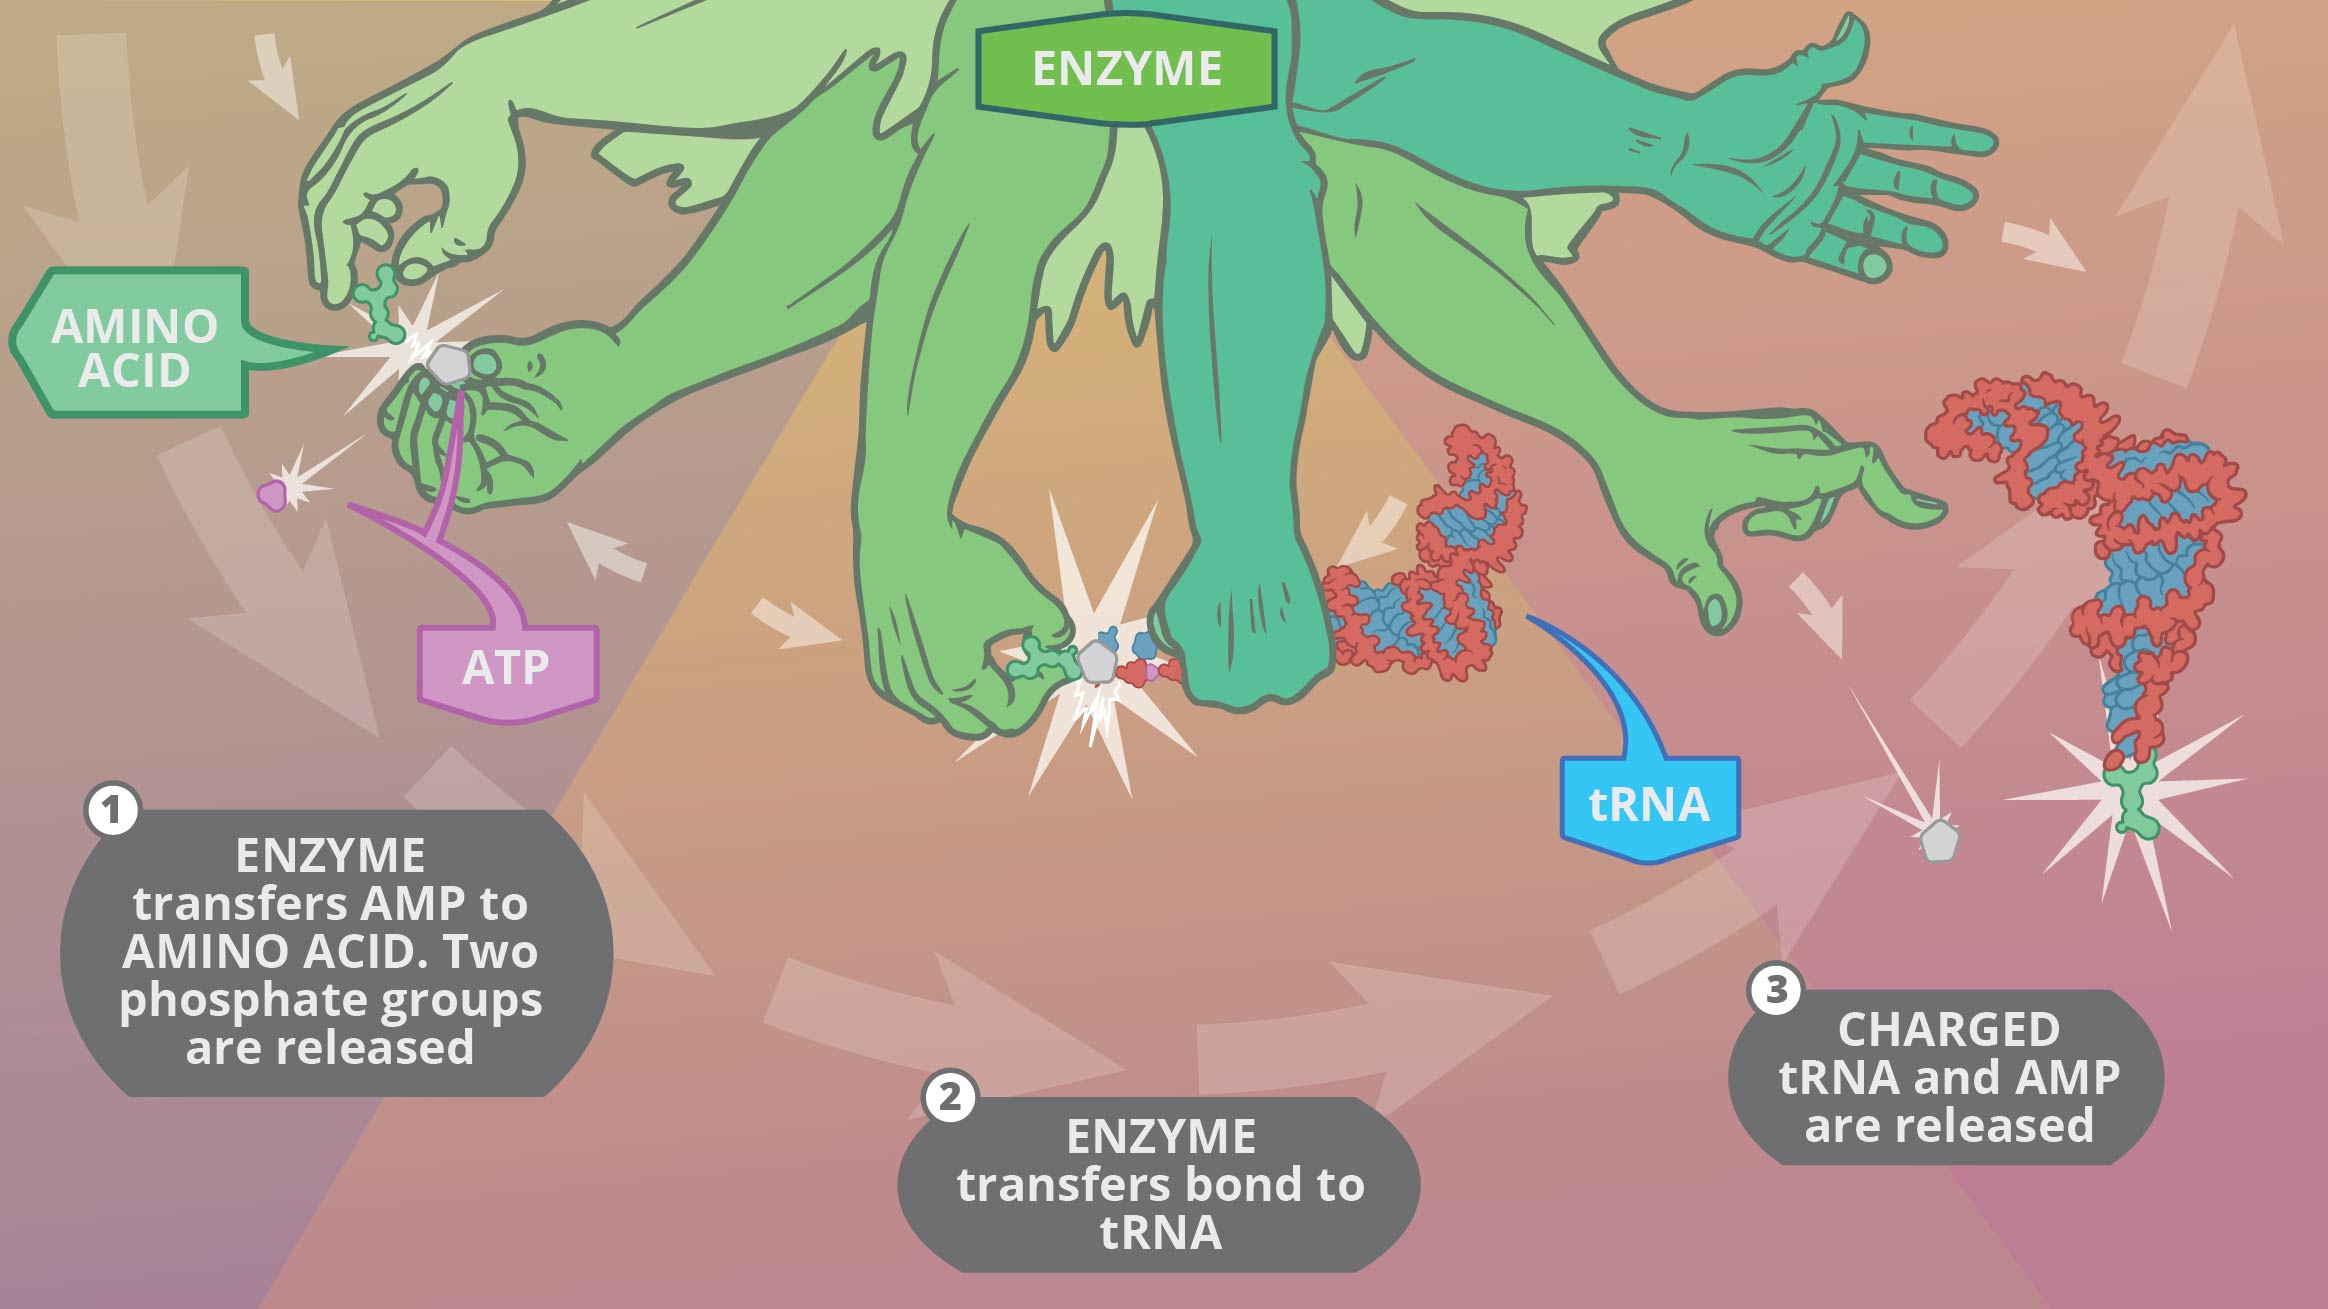 ENZYME
AMINO
ACID
ATP
tRNA
1
ENZYME
transfers AMP to
AMINO ACID. Two
phosphate groups
are released
2
ENZYME
transfers bond to
tRNA
3
CHARGED
tRNA and AMP
are released